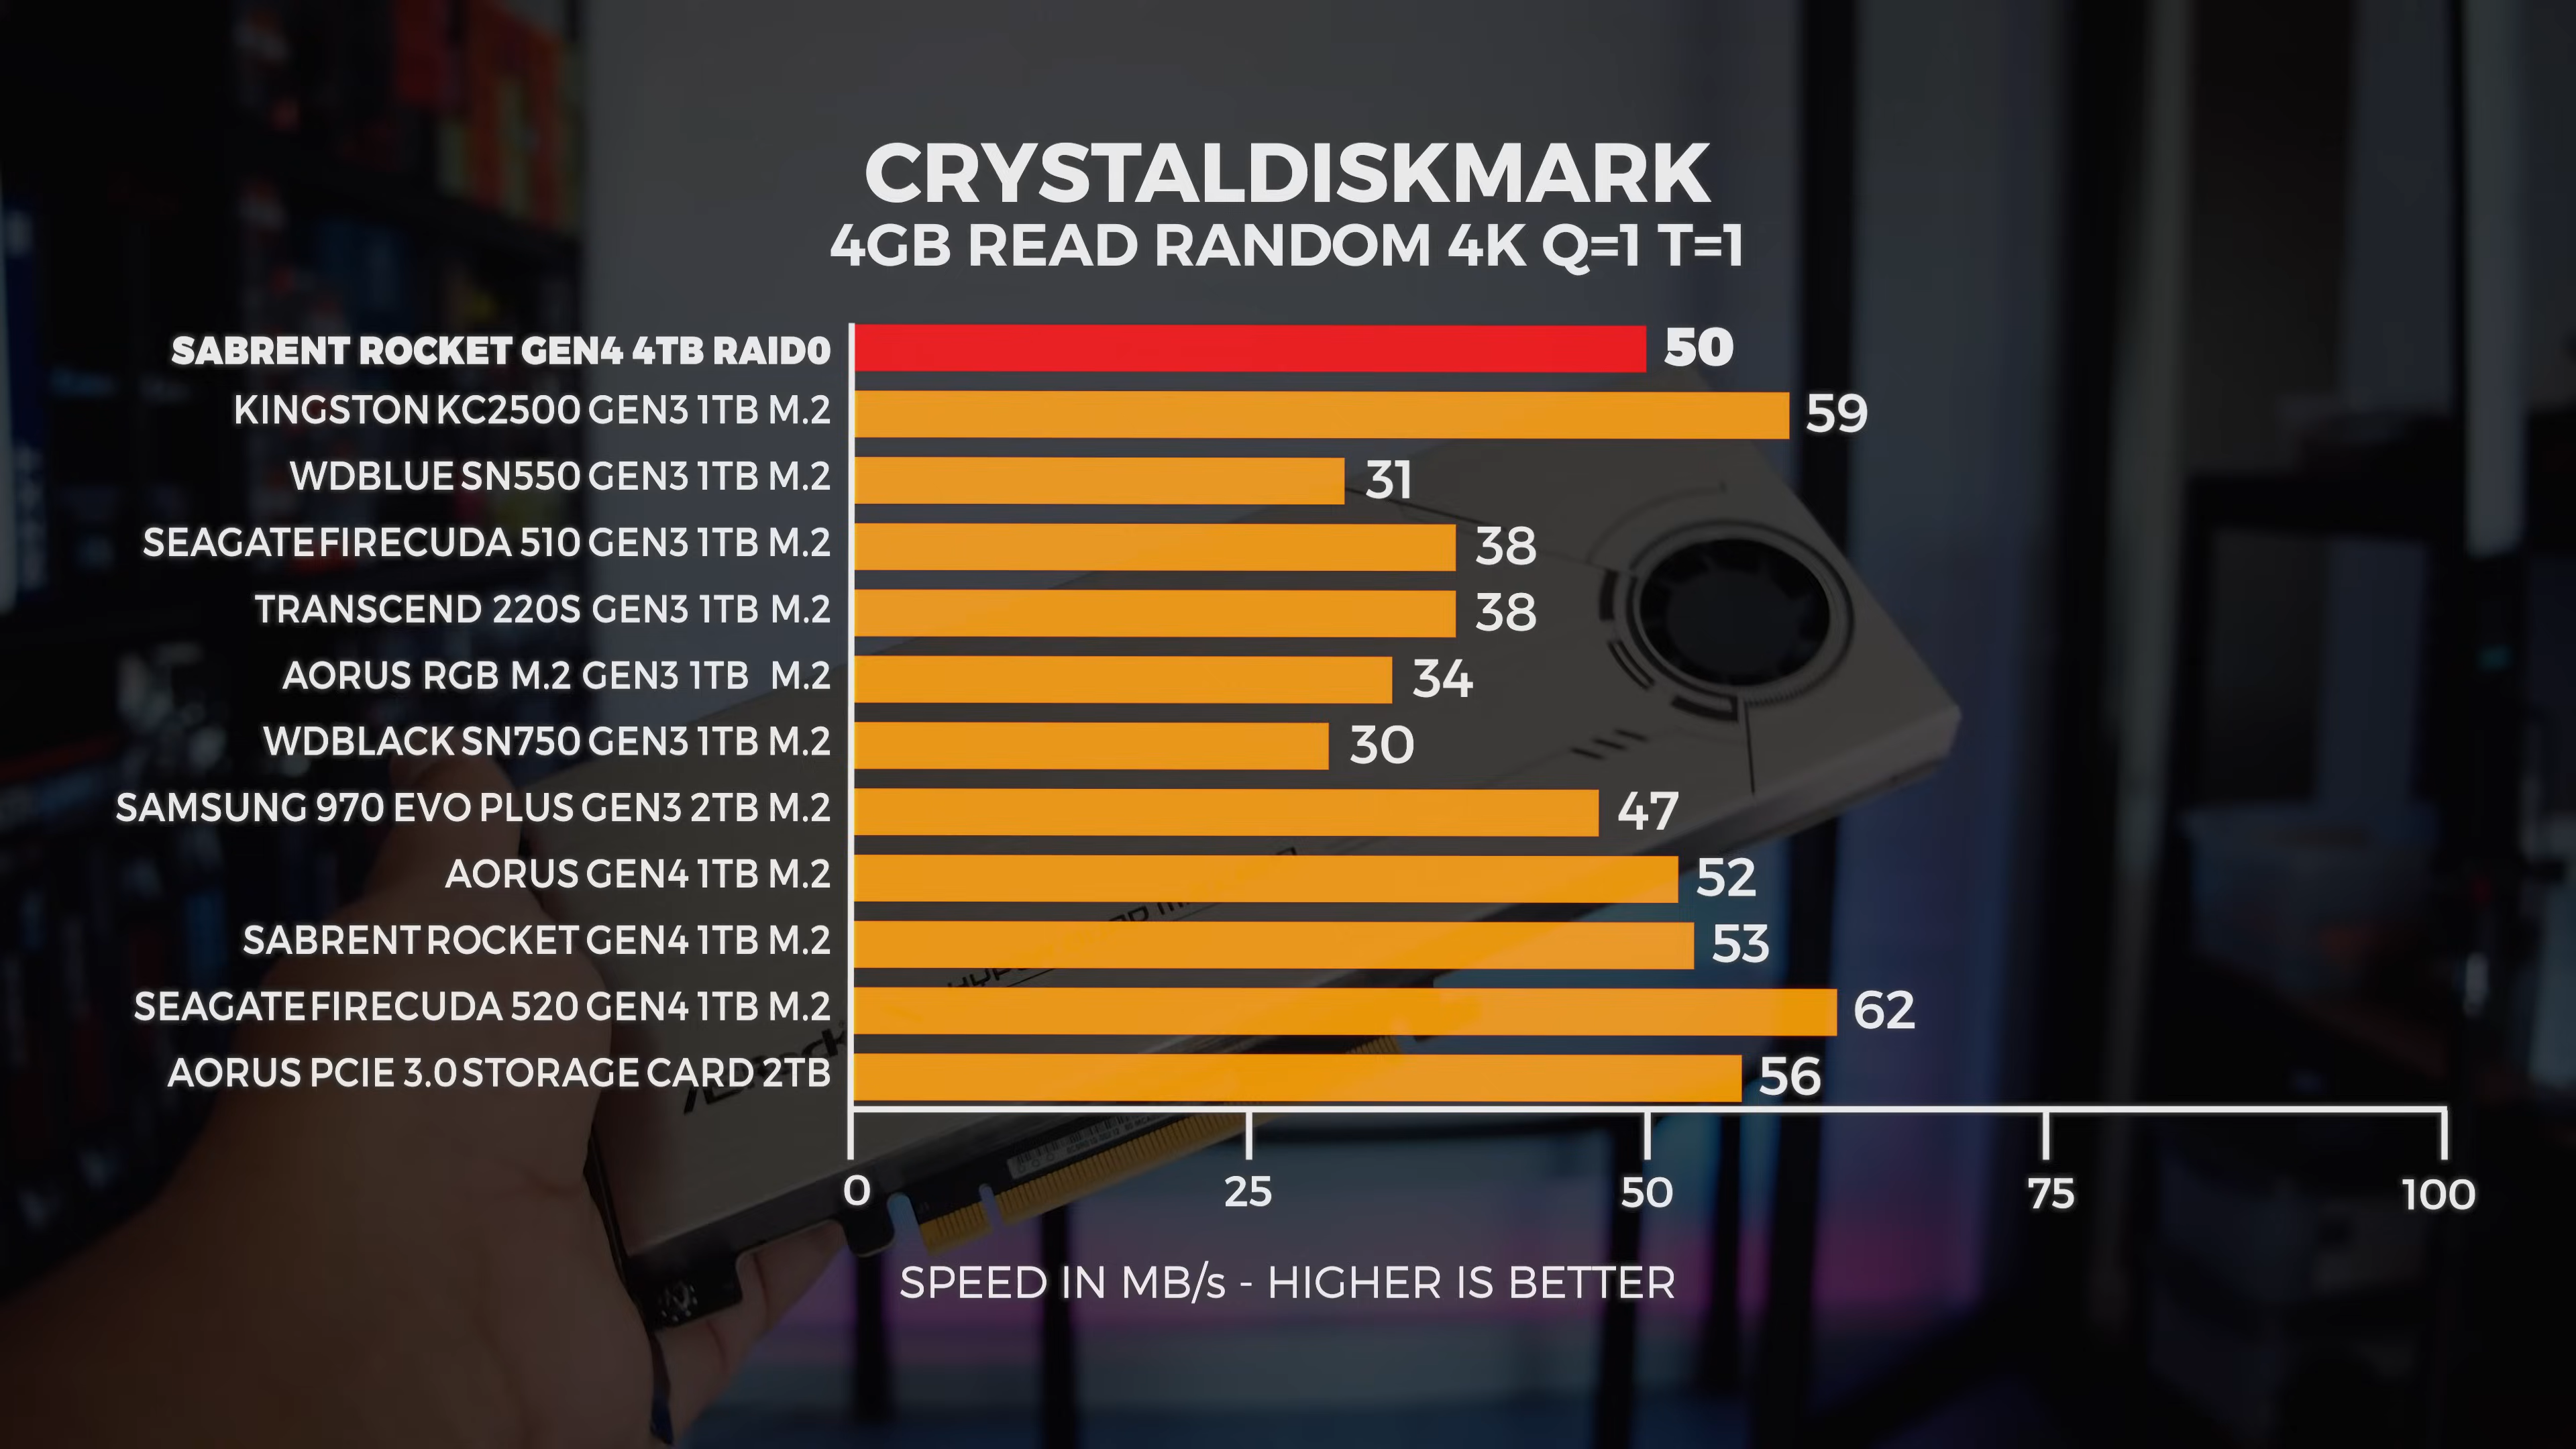 CRYSTALDISKMARK
4GB READ RANDOM 4K Q=1 T=1
SABRENT ROCKET GEN4 4TB RAID0 50
KINGSTON KC2500 GEN3 1TB M.2 59
WDBLUE SN550 GEN3 1TB M.2 31
SEAGATE FIRECUDA 510 GEN3 1TB M.2 38
TRANSCEND 220S GEN3 1TB M.2 38
AORUS RGB M.2 GEN3 1TB M.2 34
WDBLACK SN750 GEN3 1TB M.2 30
SAMSUNG 970 EVO PLUS GEN3 2TB M.2 47
AORUS GEN4 1TB M.2 52
SABRENT ROCKET GEN4 1TB M.2 53
SEAGATE FIRECUDA 520 GEN4 1TB M.2 62
AORUS PCIE 3.0 STORAGE CARD 2TB 56
0 25 50 75 100
SPEED IN MB/s - HIGHER IS BETTER